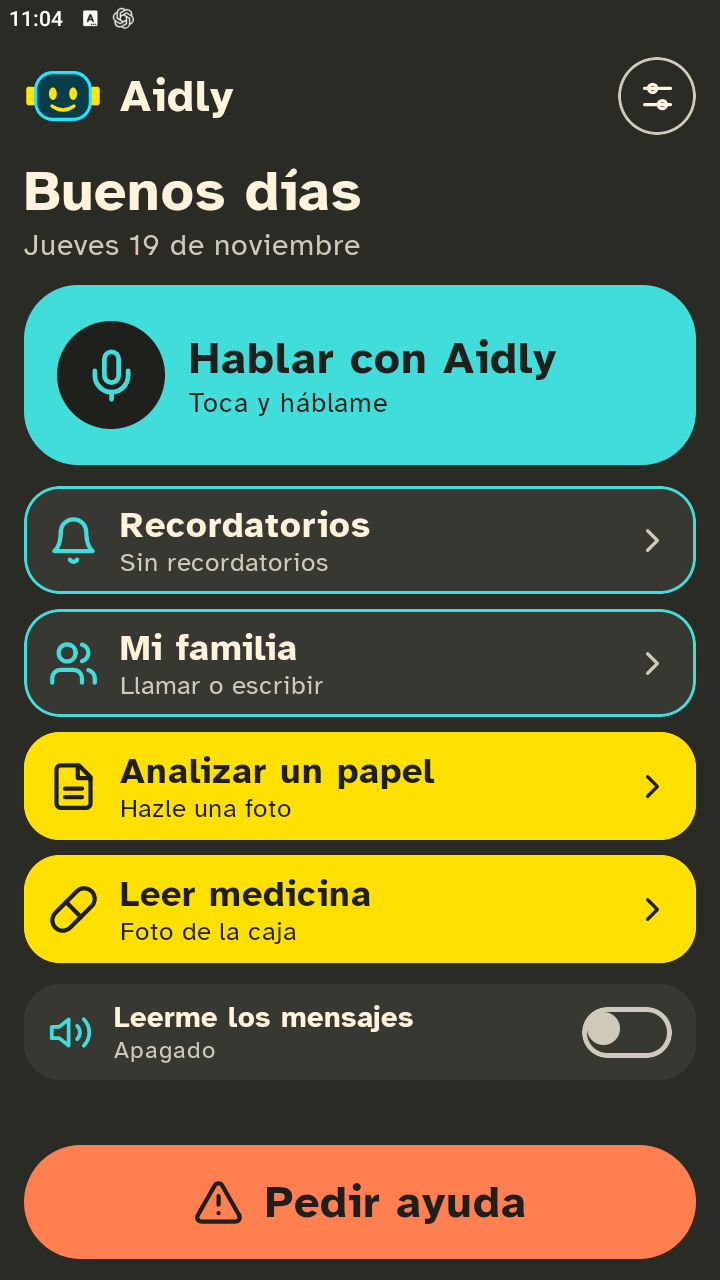 11:04
Aidly
Buenos días
Jueves 19 de noviembre
Hablar con Aidly
Toca y háblame
Recordatorios
Sin recordatorios
Mi familia
Llamar o escribir
Analizar un papel
Hazle una foto
Leer medicina
Foto de la caja
Leerme los mensajes
Apagado
Pedir ayuda